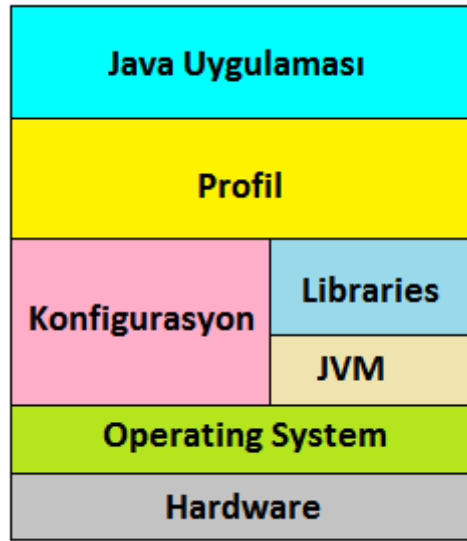 Java Uygulaması
Profil
Konfigurasyon
Libraries
JVM
Operating System
Hardware